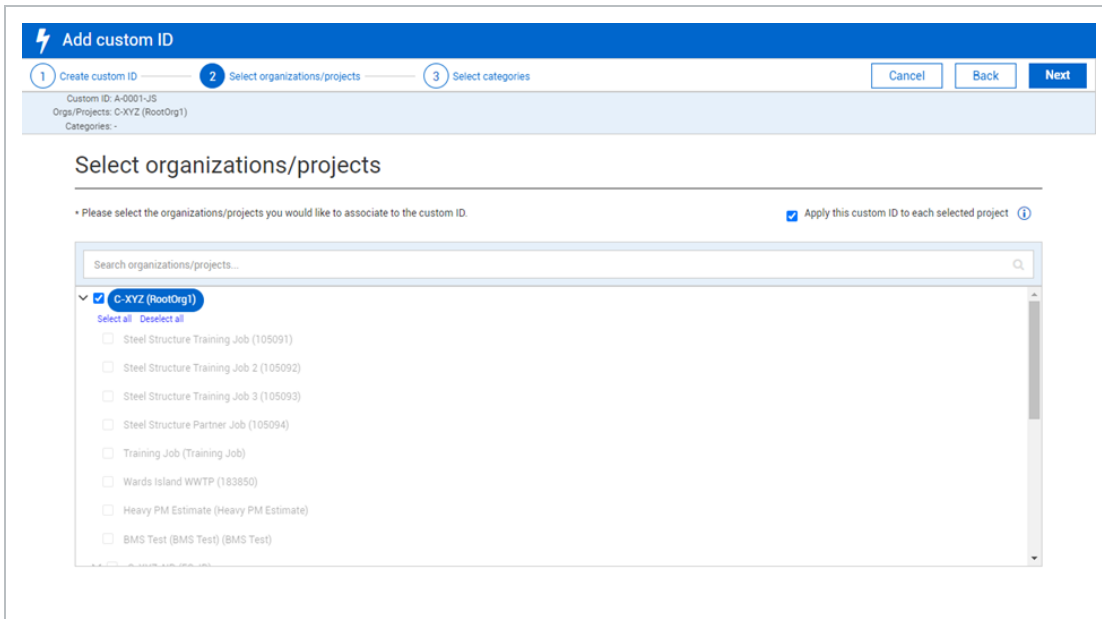 Add custom ID
1 Create custom ID 2 Select organizations/projects 3 Select categories Cancel Back Next
Custom ID: A-0001-JS
Orgs/Projects: C-XYZ (RootOrg1)
Categories: -
Select organizations/projects
• Please select the organizations/projects you would like to associate to the custom ID. Apply this custom ID to each selected project i
Search organizations/projects...
C-XYZ (RootOrg1)
Select all Deselect all
Steel Structure Training Job (105091)
Steel Structure Training Job 2 (105092)
Steel Structure Training Job 3 (105093)
Steel Structure Partner Job (105094)
Training Job (Training Job)
Wards Island WWTP (183850)
Heavy PM Estimate (Heavy PM Estimate)
BMS Test (BMS Test) (BMS Test)